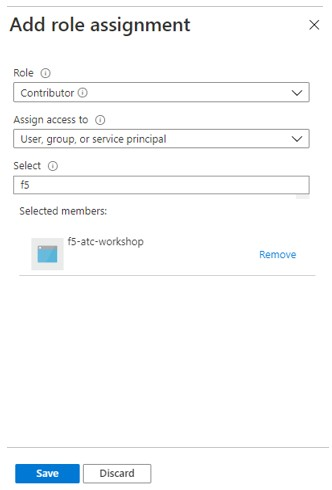 Add role assignment
Role
Contributor
Assign access to
User, group, or service principal
Select
f5
Selected members:
f5-atc-workshop
Remove
Save Discard